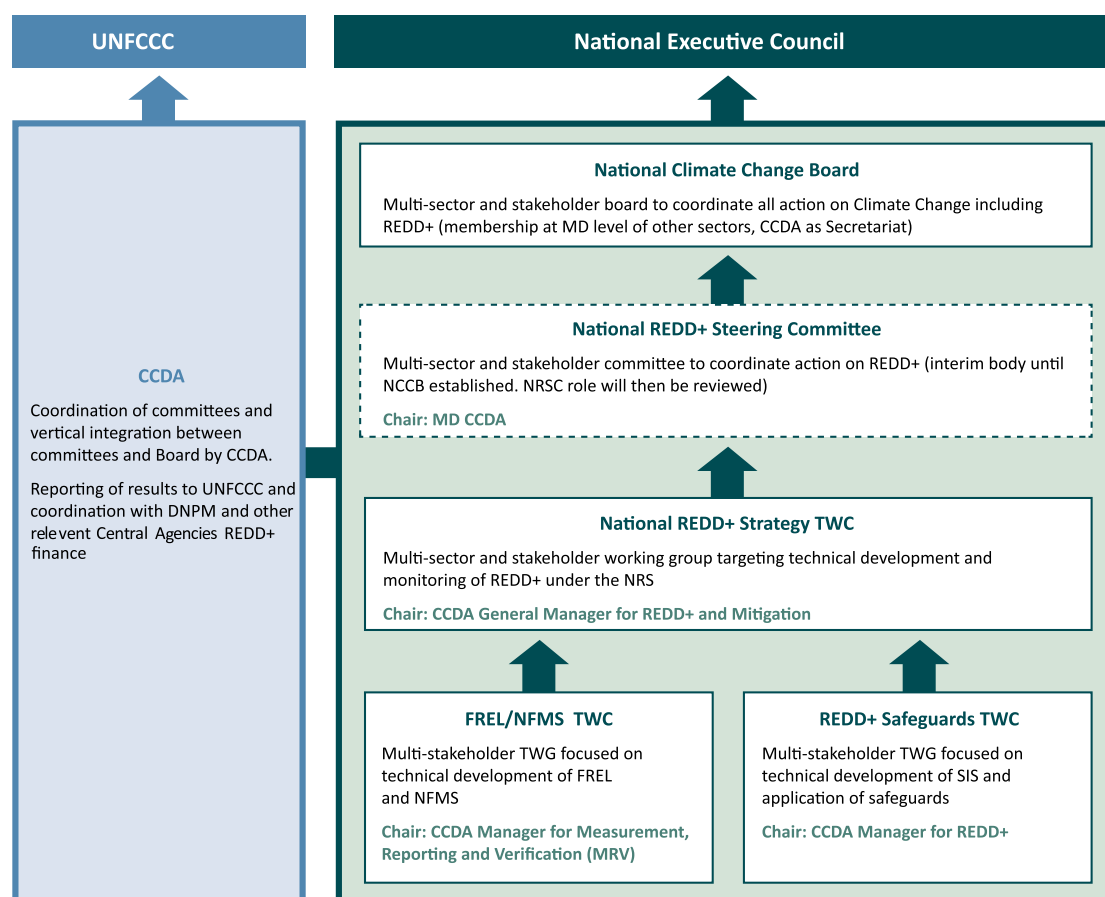 UNFCCC
National Executive Council
CCDA
Coordination of committees and
vertical integration between
committees and Board by CCDA.
Reporting of results to UNFCCC and
coordination with DNPM and other
relevent Central Agencies REDD+
finance
National Climate Change Board
Multi-sector and stakeholder board to coordinate all action on Climate Change including
REDD+ (membership at MD level of other sectors, CCDA as Secretariat)
National REDD+ Steering Committee
Multi-sector and stakeholder committee to coordinate action on REDD+ (interim body until
NCCB established. NRSC role will then be reviewed)
Chair: MD CCDA
National REDD+ Strategy TWC
Multi-sector and stakeholder working group targeting technical development and
monitoring of REDD+ under the NRS
Chair: CCDA General Manager for REDD+ and Mitigation
FREL/NFMS TWC
Multi-stakeholder TWG focused on
technical development of FREL
and NFMS
Chair: CCDA Manager for Measurement,
Reporting and Verification (MRV)
REDD+ Safeguards TWC
Multi-stakeholder TWG focused on
technical development of SIS and
application of safeguards
Chair: CCDA Manager for REDD+